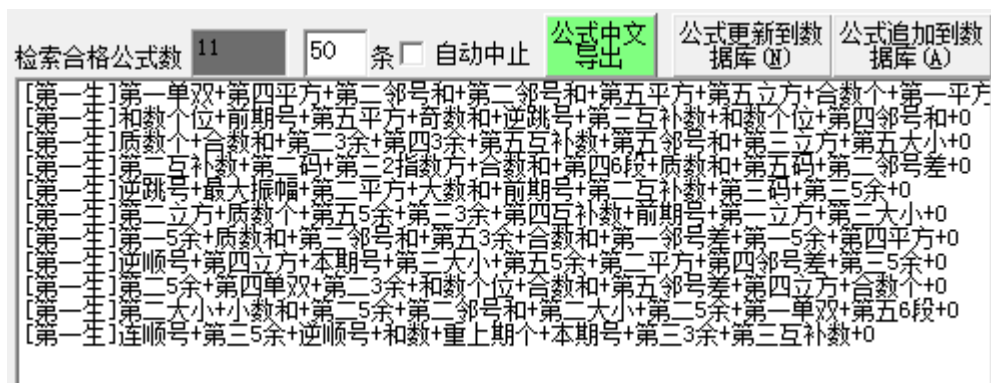 检索合格公式数 11 50 条 自动中止 公式中文导出 公式更新到数据库(N) 公式追加到数据库(A)
[第一生]第一单双+第四平方+第二邻号和+第二邻号和+第五平方+第五立方+合数个+第一平方
[第一生]和数个位+前期号+第五平方+奇数和+逆跳号+第三互补数+和数个位+第四邻号和+0
[第一生]质数个+合数和+第二3余+第四3余+第五互补数+第五邻号和+第三立方+第五大小+0
[第一生]第二互补数+第二码+第三2指数方+合数和+第四6段+质数和+第五码+第二邻号差+0
[第一生]逆跳号+最大振幅+第二平方+大数和+前期号+第二互补数+第三码+第三5余+0
[第一生]第二立方+质数个+第五5余+第三3余+第四互补数+前期号+第一立方+第三大小+0
[第一生]第一5余+质数和+第三邻号和+第五3余+合数和+第一邻号差+第一5余+第四平方+0
[第一生]逆顺号+第四立方+本期号+第三大小+第五5余+第二平方+第四邻号差+第三5余+0
[第一生]第二5余+第四单双+第二3余+和数个位+合数和+第五邻号差+第四立方+合数个+0
[第一生]第二大小+小数和+第二5余+第二邻号和+第二大小+第二5余+第一单双+第五6段+0
[第一生]连顺号+第三5余+逆顺号+和数+重上期个+本期号+第三3余+第三互补数+0